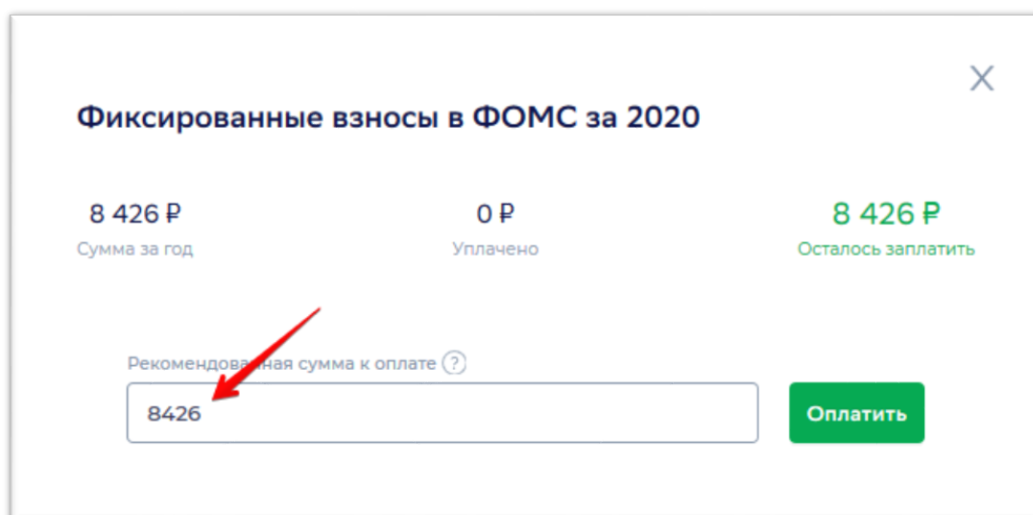 X
Фиксированные взносы в ФОМС за 2020
8 426 ₽
0 ₽
8 426 ₽
Сумма за год
Уплачено
Осталось заплатить
Рекомендованная сумма к оплате ?
8426
Оплатить